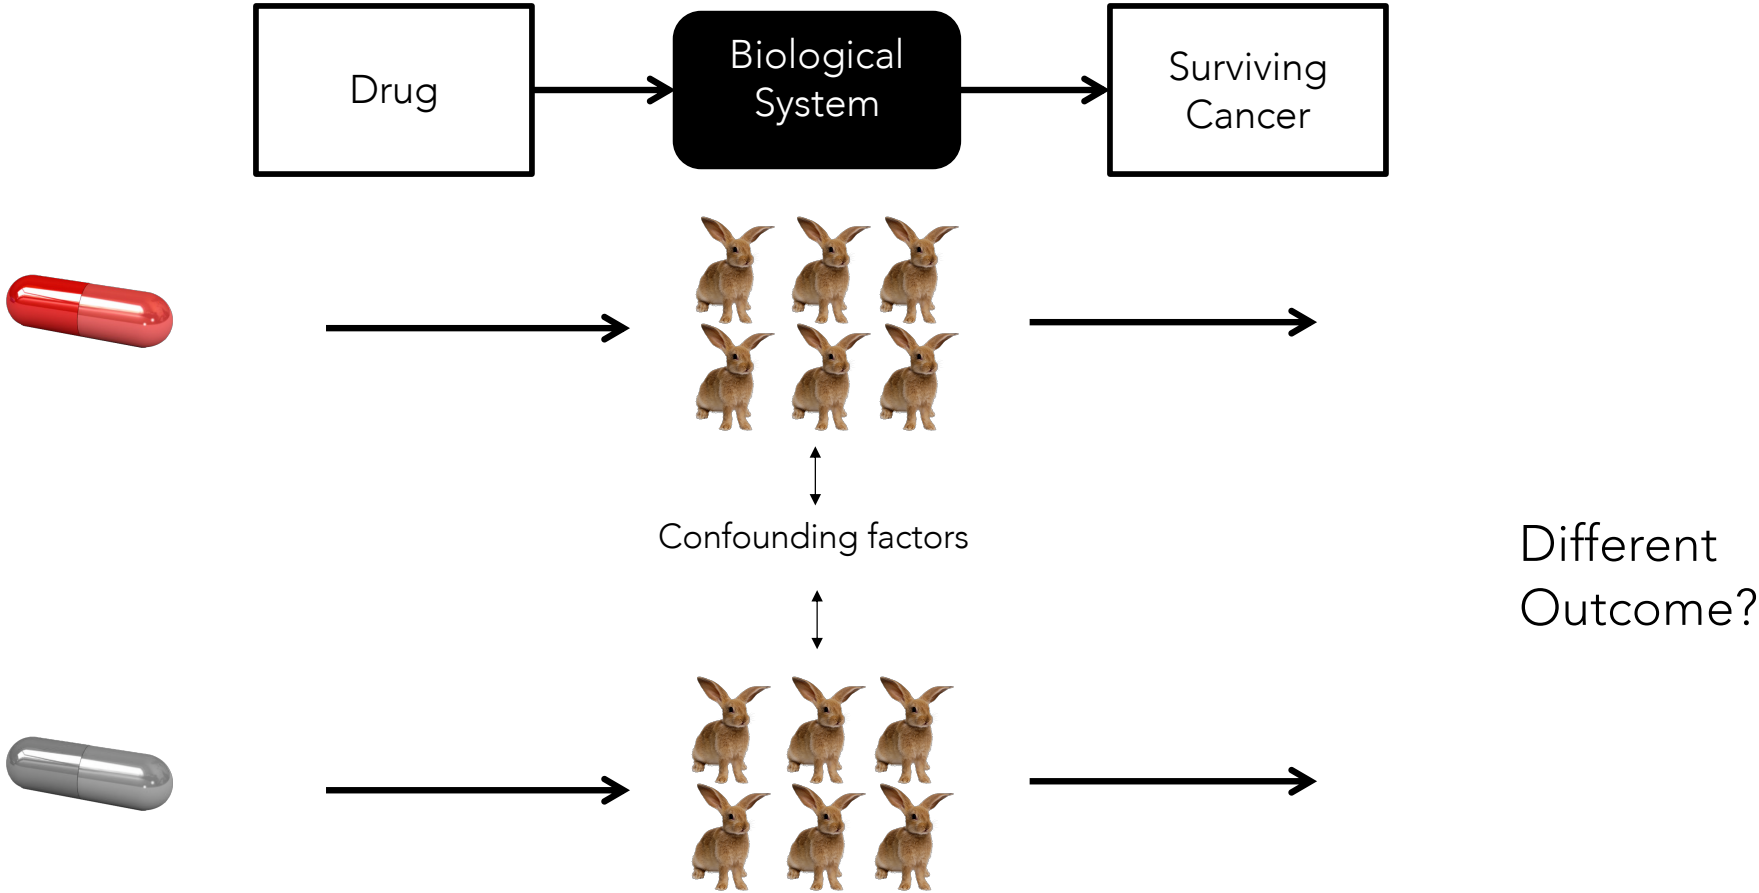 Drug
Biological
System
Surviving
Cancer
Confounding factors
Different
Outcome?